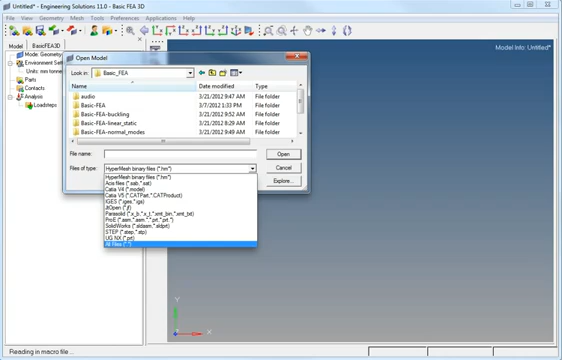 Untitled* - Engineering Solutions 11.0 - Basic FEA 3D
File View Geometry Mesh Tools Preferences Applications Help
Model BasicFEA3D
Model Info: Untitled*
Mode: Geometry
Environment Set
Units: mm tonne
Parts
Contacts
Analysis
Loadsteps
Open Model
Look in: Basic_FEA
Name Date modified Type
audio 3/21/2012 9:47 AM File folder
Basic-FEA 3/7/2012 1:33 PM File folder
Basic-FEA-buckling 3/21/2012 9:52 AM File folder
Basic-FEA-linear_static 3/21/2012 8:29 AM File folder
Basic-FEA-normal_modes 3/21/2012 9:49 AM File folder
File name: Open
Files of type: HyperMesh binary files (*.hm) Cancel
Explore...
HyperMesh binary files (*.hm)
Acis files (*.sab,*.sat)
Catia V4 (*.model)
Catia V5 (*.CATPart,*.CATProduct)
IGES (*.iges,*.igs)
JtOpen (*.jt)
Parasolid (*.x_b,*.x_t,*.xmt_bin,*.xmt_txt)
ProE (*.asm,*.asm.*,*.prt,*.prt.*)
SolidWorks (*.sldasm,*.sldprt)
STEP (*.step,*.stp)
UG NX (*.prt)
All Files (*.*)
Y
Z X
Reading in macro file ...